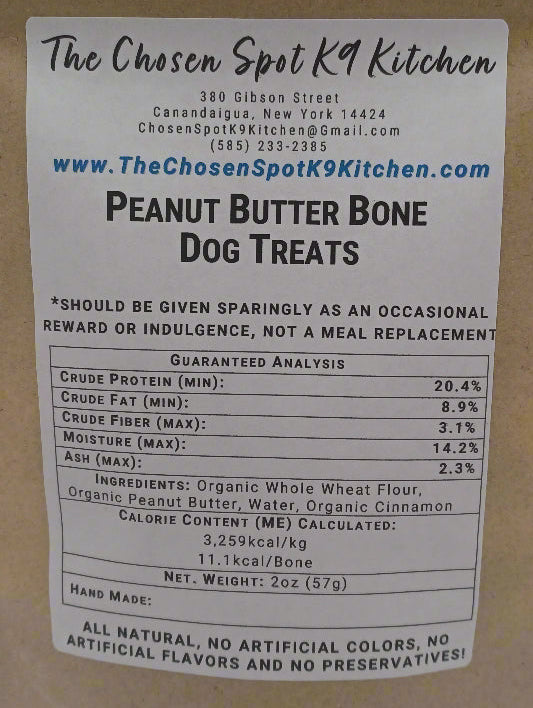 The Chosen Spot K9 Kitchen
380 Gibson Street
Canandaigua, New York 14424
ChosenSpotK9Kitchen@Gmail.com
(585) 233-2385
www.TheChosenSpotK9Kitchen.com
PEANUT BUTTER BONE
DOG TREATS
*SHOULD BE GIVEN SPARINGLY AS AN OCCASIONAL
REWARD OR INDULGENCE, NOT A MEAL REPLACEMENT
GUARANTEED ANALYSIS
CRUDE PROTEIN (MIN): 20.4%
CRUDE FAT (MIN): 8.9%
CRUDE FIBER (MAX): 3.1%
MOISTURE (MAX): 14.2%
ASH (MAX): 2.3%
INGREDIENTS: Organic Whole Wheat Flour,
Organic Peanut Butter, Water, Organic Cinnamon
CALORIE CONTENT (ME) CALCULATED:
3,259kcal/kg
11.1kcal/Bone
NET. WEIGHT: 2oz (57g)
HAND MADE:
ALL NATURAL, NO ARTIFICIAL COLORS, NO
ARTIFICIAL FLAVORS AND NO PRESERVATIVES!